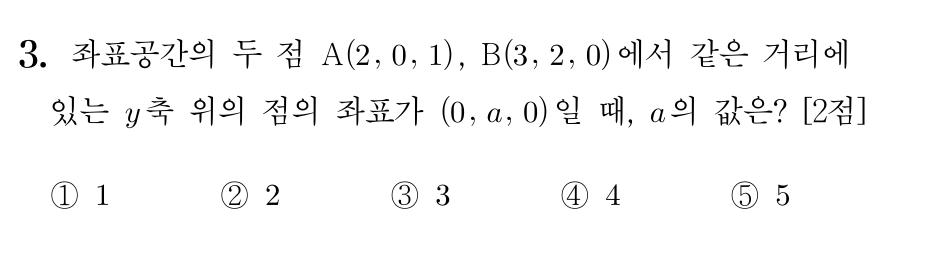 3. 좌표공간의 두 점 A(2, 0, 1), B(3, 2, 0)에서 같은 거리에
있는 y축 위의 점의 좌표가 (0, a, 0)일 때, a의 값은? [2점]
① 1 ② 2 ③ 3 ④ 4 ⑤ 5